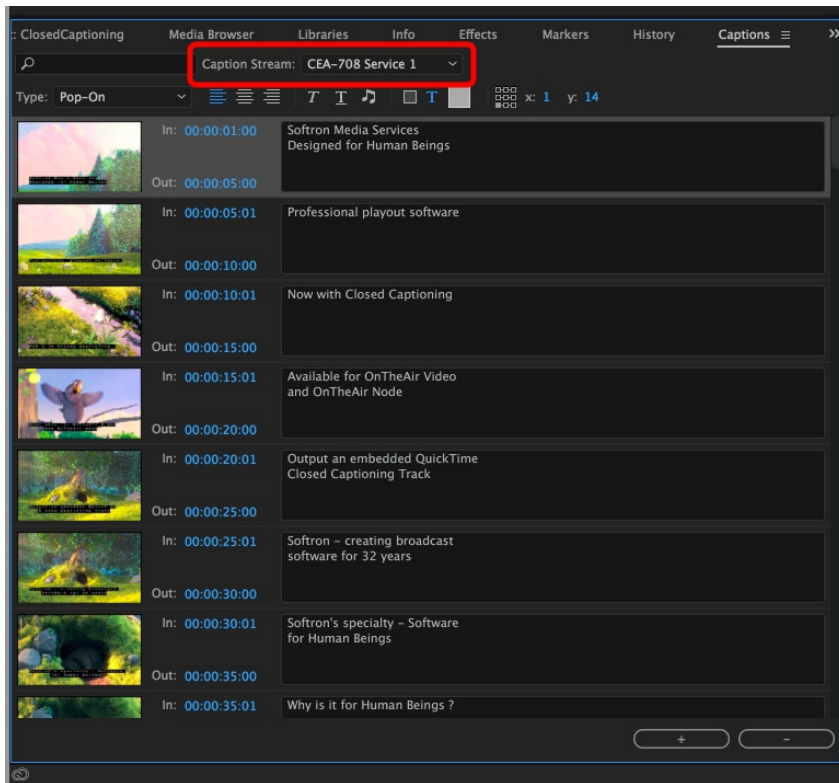 : ClosedCaptioning Media Browser Libraries Info Effects Markers History Captions
Caption Stream: CEA-708 Service 1
Type: Pop-On T T T x: 1 y: 14
In: 00:00:01:00 Softron Media Services
Designed for Human Beings
Out: 00:00:05:00
In: 00:00:05:01 Professional playout software
Out: 00:00:10:00
In: 00:00:10:01 Now with Closed Captioning
Out: 00:00:15:00
In: 00:00:15:01 Available for OnTheAir Video
and OnTheAir Node
Out: 00:00:20:00
In: 00:00:20:01 Output an embedded QuickTime
Closed Captioning Track
Out: 00:00:25:00
In: 00:00:25:01 Softron - creating broadcast
software for 32 years
Out: 00:00:30:00
In: 00:00:30:01 Softron's specialty - Software
for Human Beings
Out: 00:00:35:00
In: 00:00:35:01 Why is it for Human Beings ?
+ -